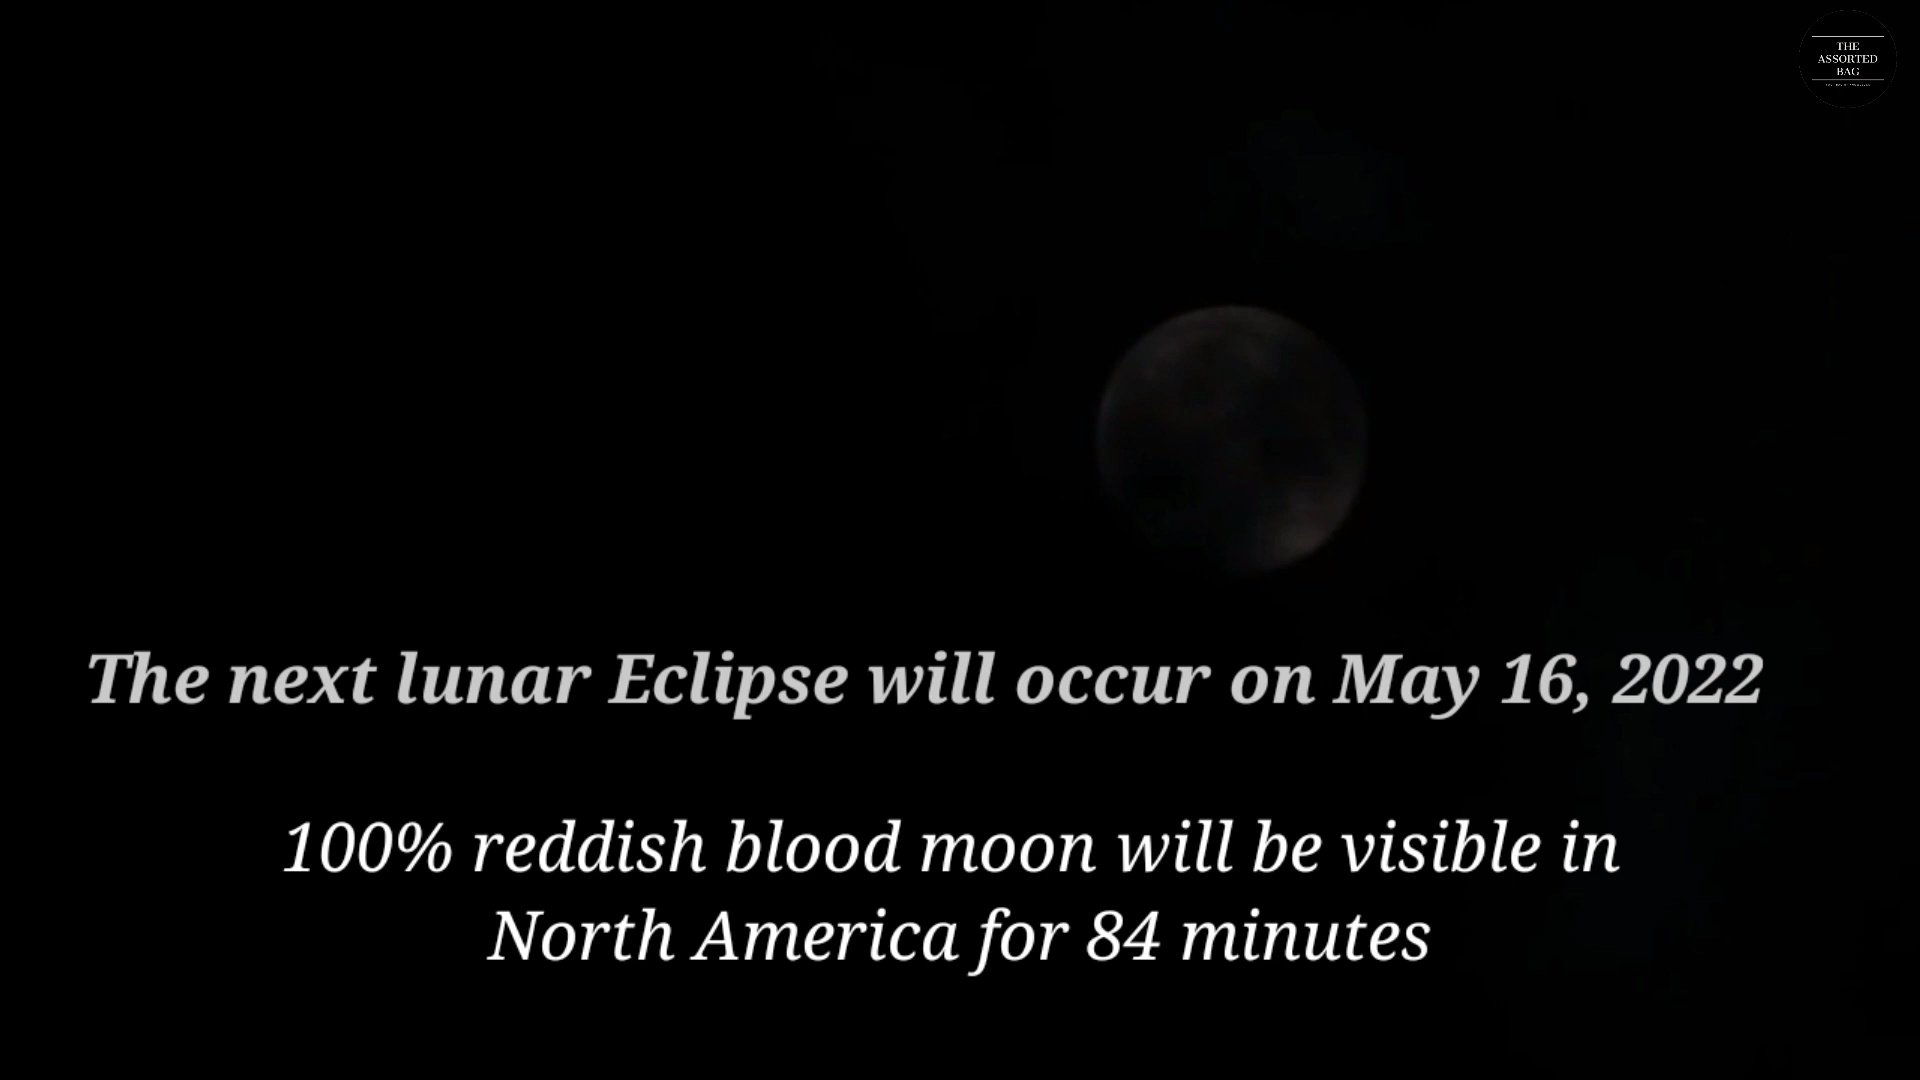 THE
ASSORTED
BAG
The next lunar Eclipse will occur on May 16, 2022
100% reddish blood moon will be visible in
North America for 84 minutes